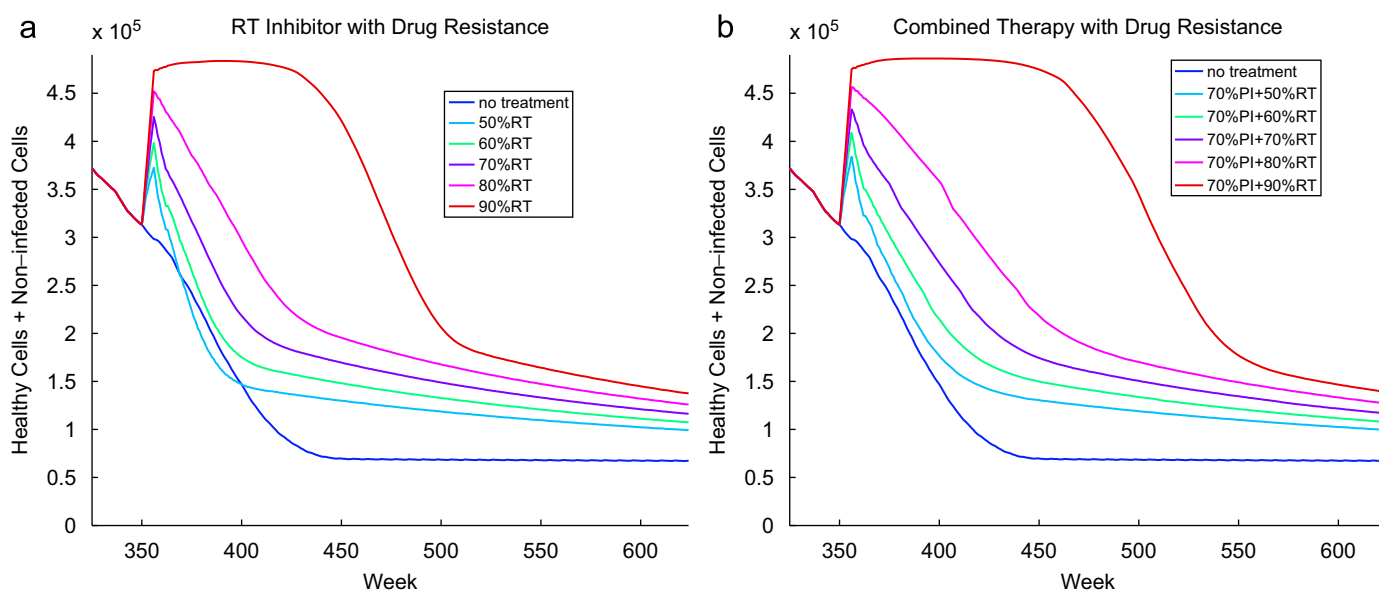 a
RT Inhibitor with Drug Resistance
x 10⁵
Healthy Cells + Non–infected Cells
4.5
4
3.5
3
2.5
2
1.5
1
0.5
0
350
400
450
500
550
600
Week
no treatment
50%RT
60%RT
70%RT
80%RT
90%RT
b
Combined Therapy with Drug Resistance
x 10⁵
Healthy Cells + Non–infected Cells
4.5
4
3.5
3
2.5
2
1.5
1
0.5
0
350
400
450
500
550
600
Week
no treatment
70%PI+50%RT
70%PI+60%RT
70%PI+70%RT
70%PI+80%RT
70%PI+90%RT